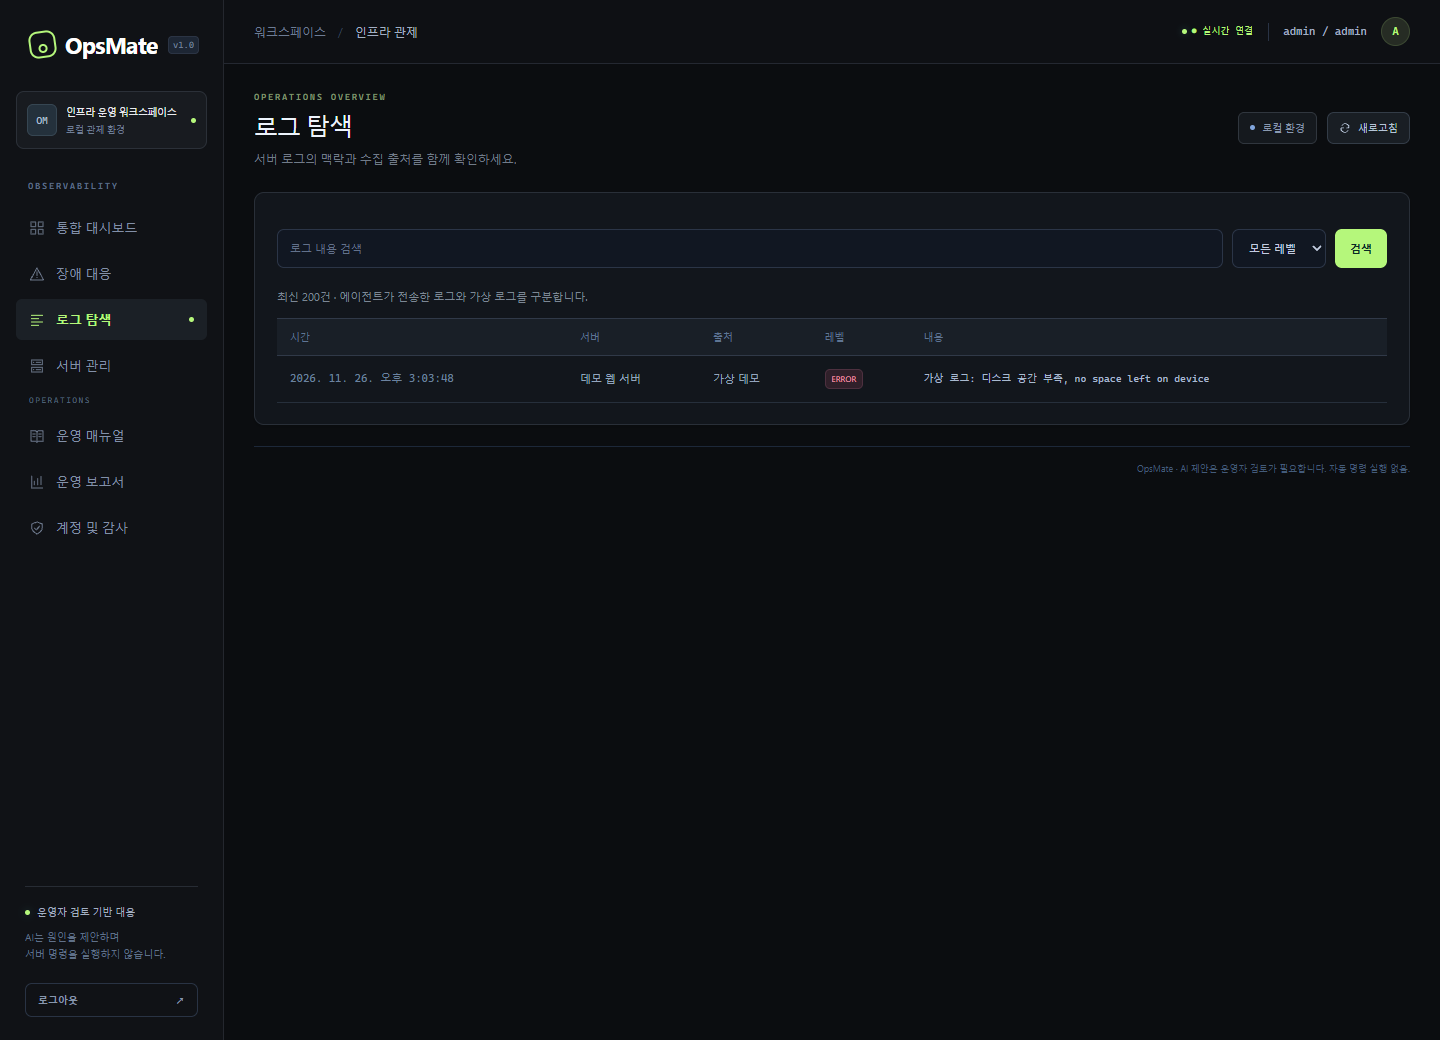 OpsMate v1.0
OM
인프라 운영 워크스페이스
로컬 관제 환경
OBSERVABILITY
통합 대시보드
장애 대응
로그 탐색
서버 관리
OPERATIONS
운영 매뉴얼
운영 보고서
계정 및 감사
운영자 검토 기반 대응
AI는 원인을 제안하며
서버 명령을 실행하지 않습니다.
로그아웃 ↗
워크스페이스 / 인프라 관제
실시간 연결
admin / admin
A
OPERATIONS OVERVIEW
로그 탐색
서버 로그의 맥락과 수집 출처를 함께 확인하세요.
로컬 환경
새로고침
로그 내용 검색
모든 레벨
검색
최신 200건 · 에이전트가 전송한 로그와 가상 로그를 구분합니다.
시간 서버 출처 레벨 내용
2026. 11. 26. 오후 3:03:48 데모 웹 서버 가상 데모 ERROR 가상 로그: 디스크 공간 부족, no space left on device
OpsMate · AI 제안은 운영자 검토가 필요합니다. 자동 명령 실행 없음.